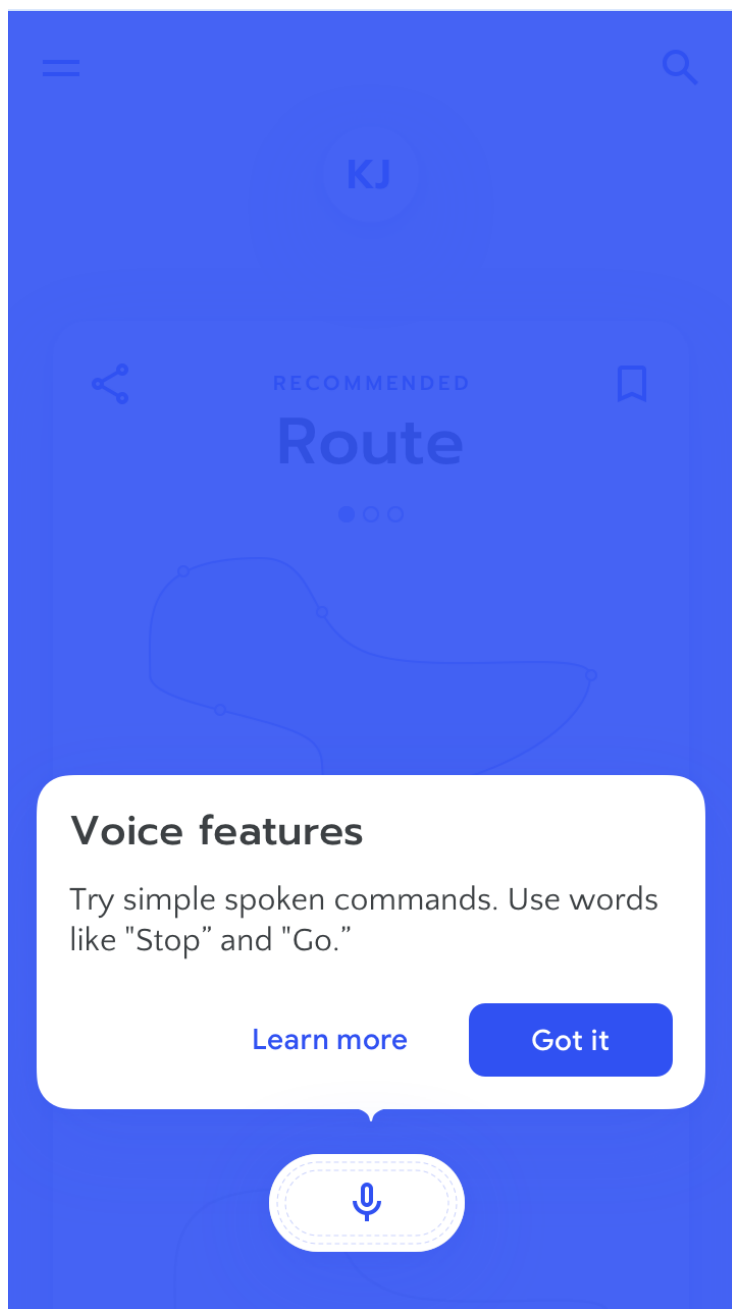 KJ
RECOMMENDED
Route
Voice features
Try simple spoken commands. Use words
like "Stop” and "Go.”
Learn more
Got it